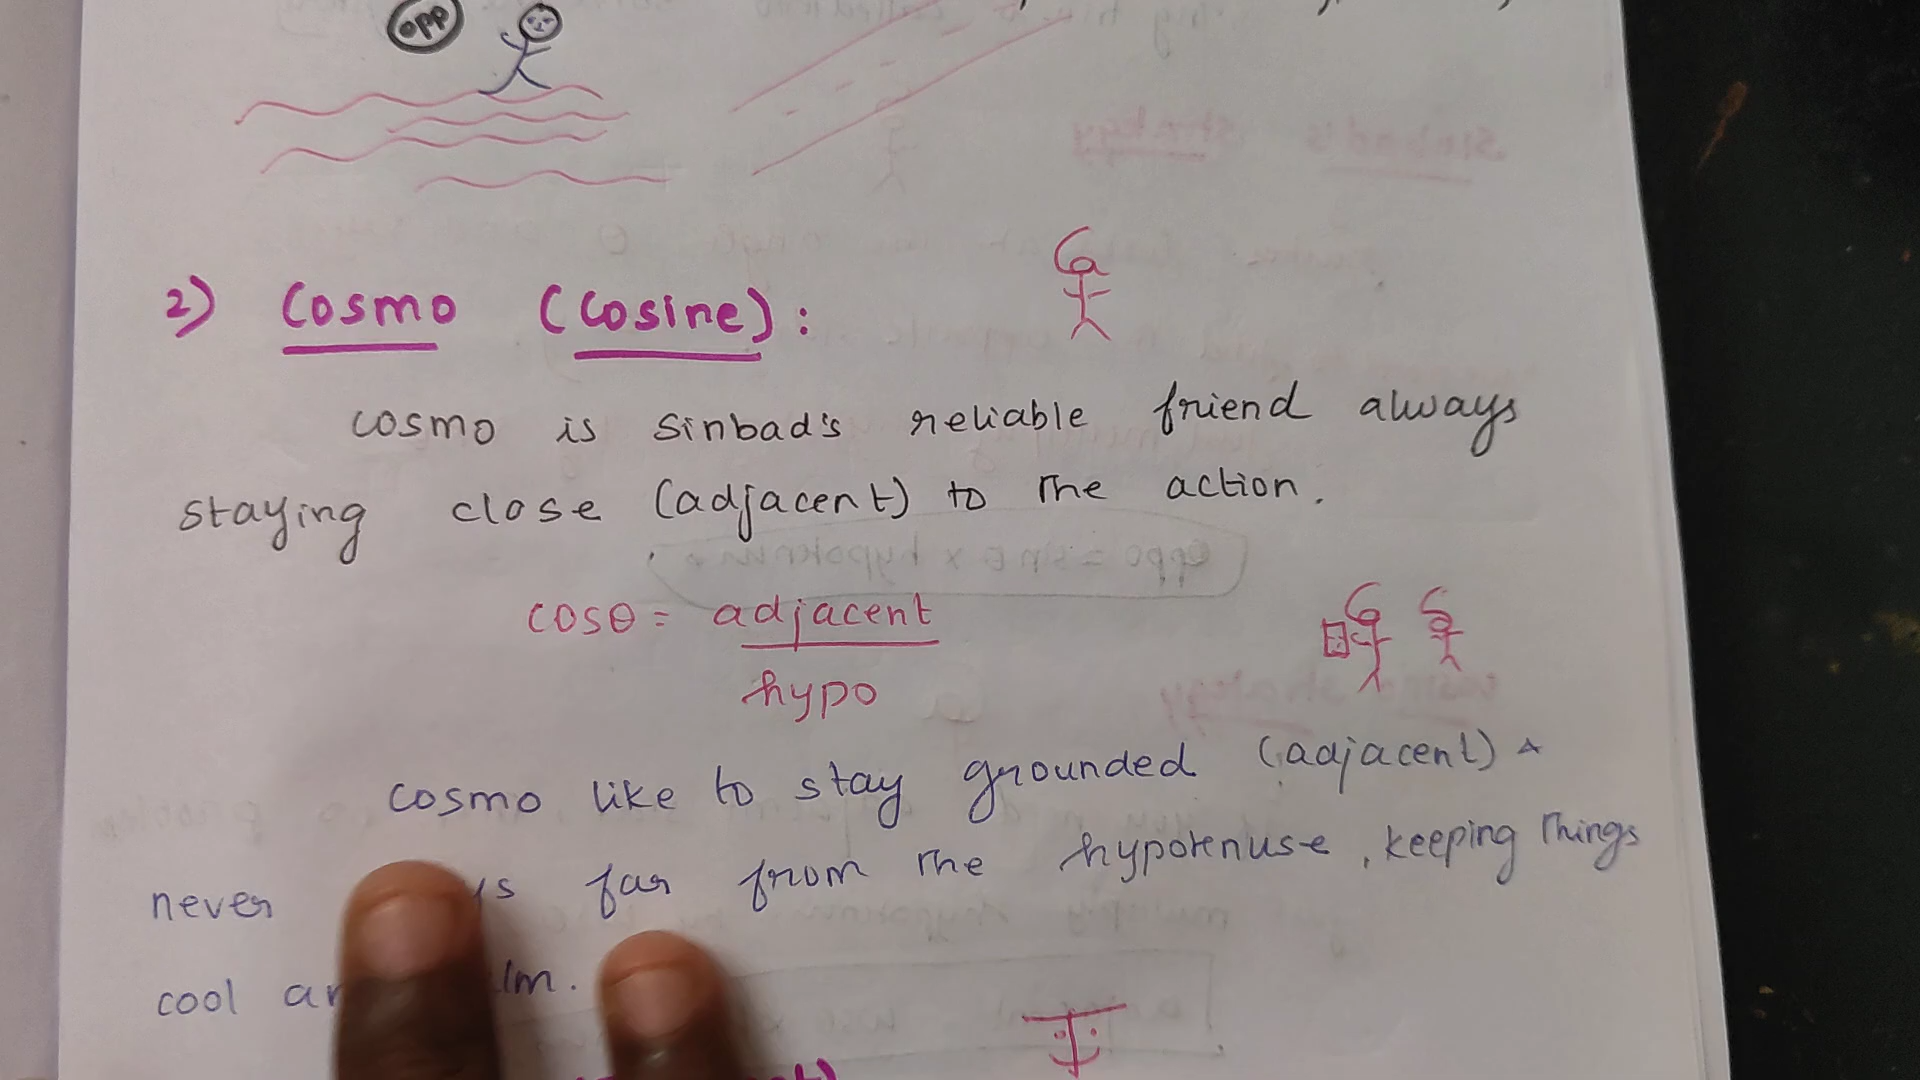 opp
2) Cosmo (Cosine):
cosmo is sinbad's reliable friend always
staying close (adjacent) to the action.
cosθ = adjacent
hypo
cosmo like to stay grounded (adjacent) &
never far from the hypotenuse, keeping things
cool